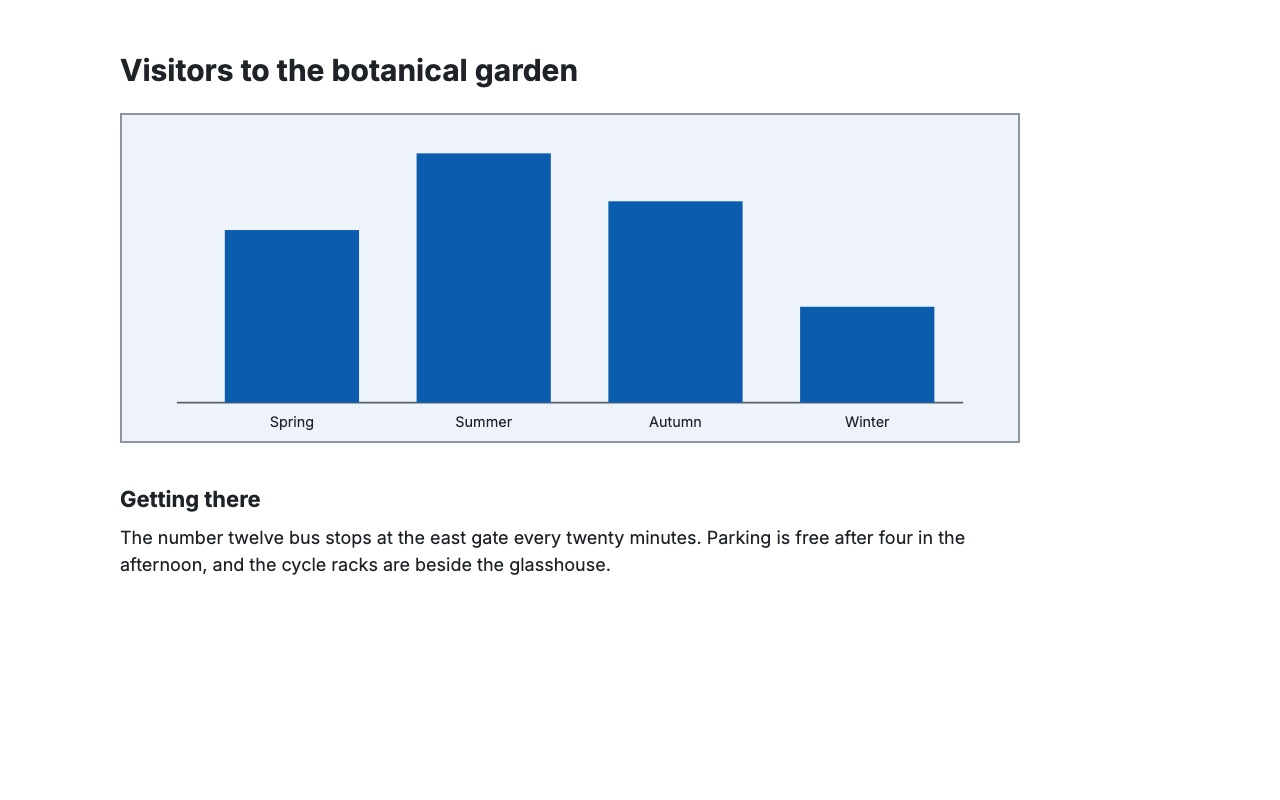 Visitors to the botanical garden
Spring Summer Autumn Winter
Getting there
The number twelve bus stops at the east gate every twenty minutes. Parking is free after four in the
afternoon, and the cycle racks are beside the glasshouse.